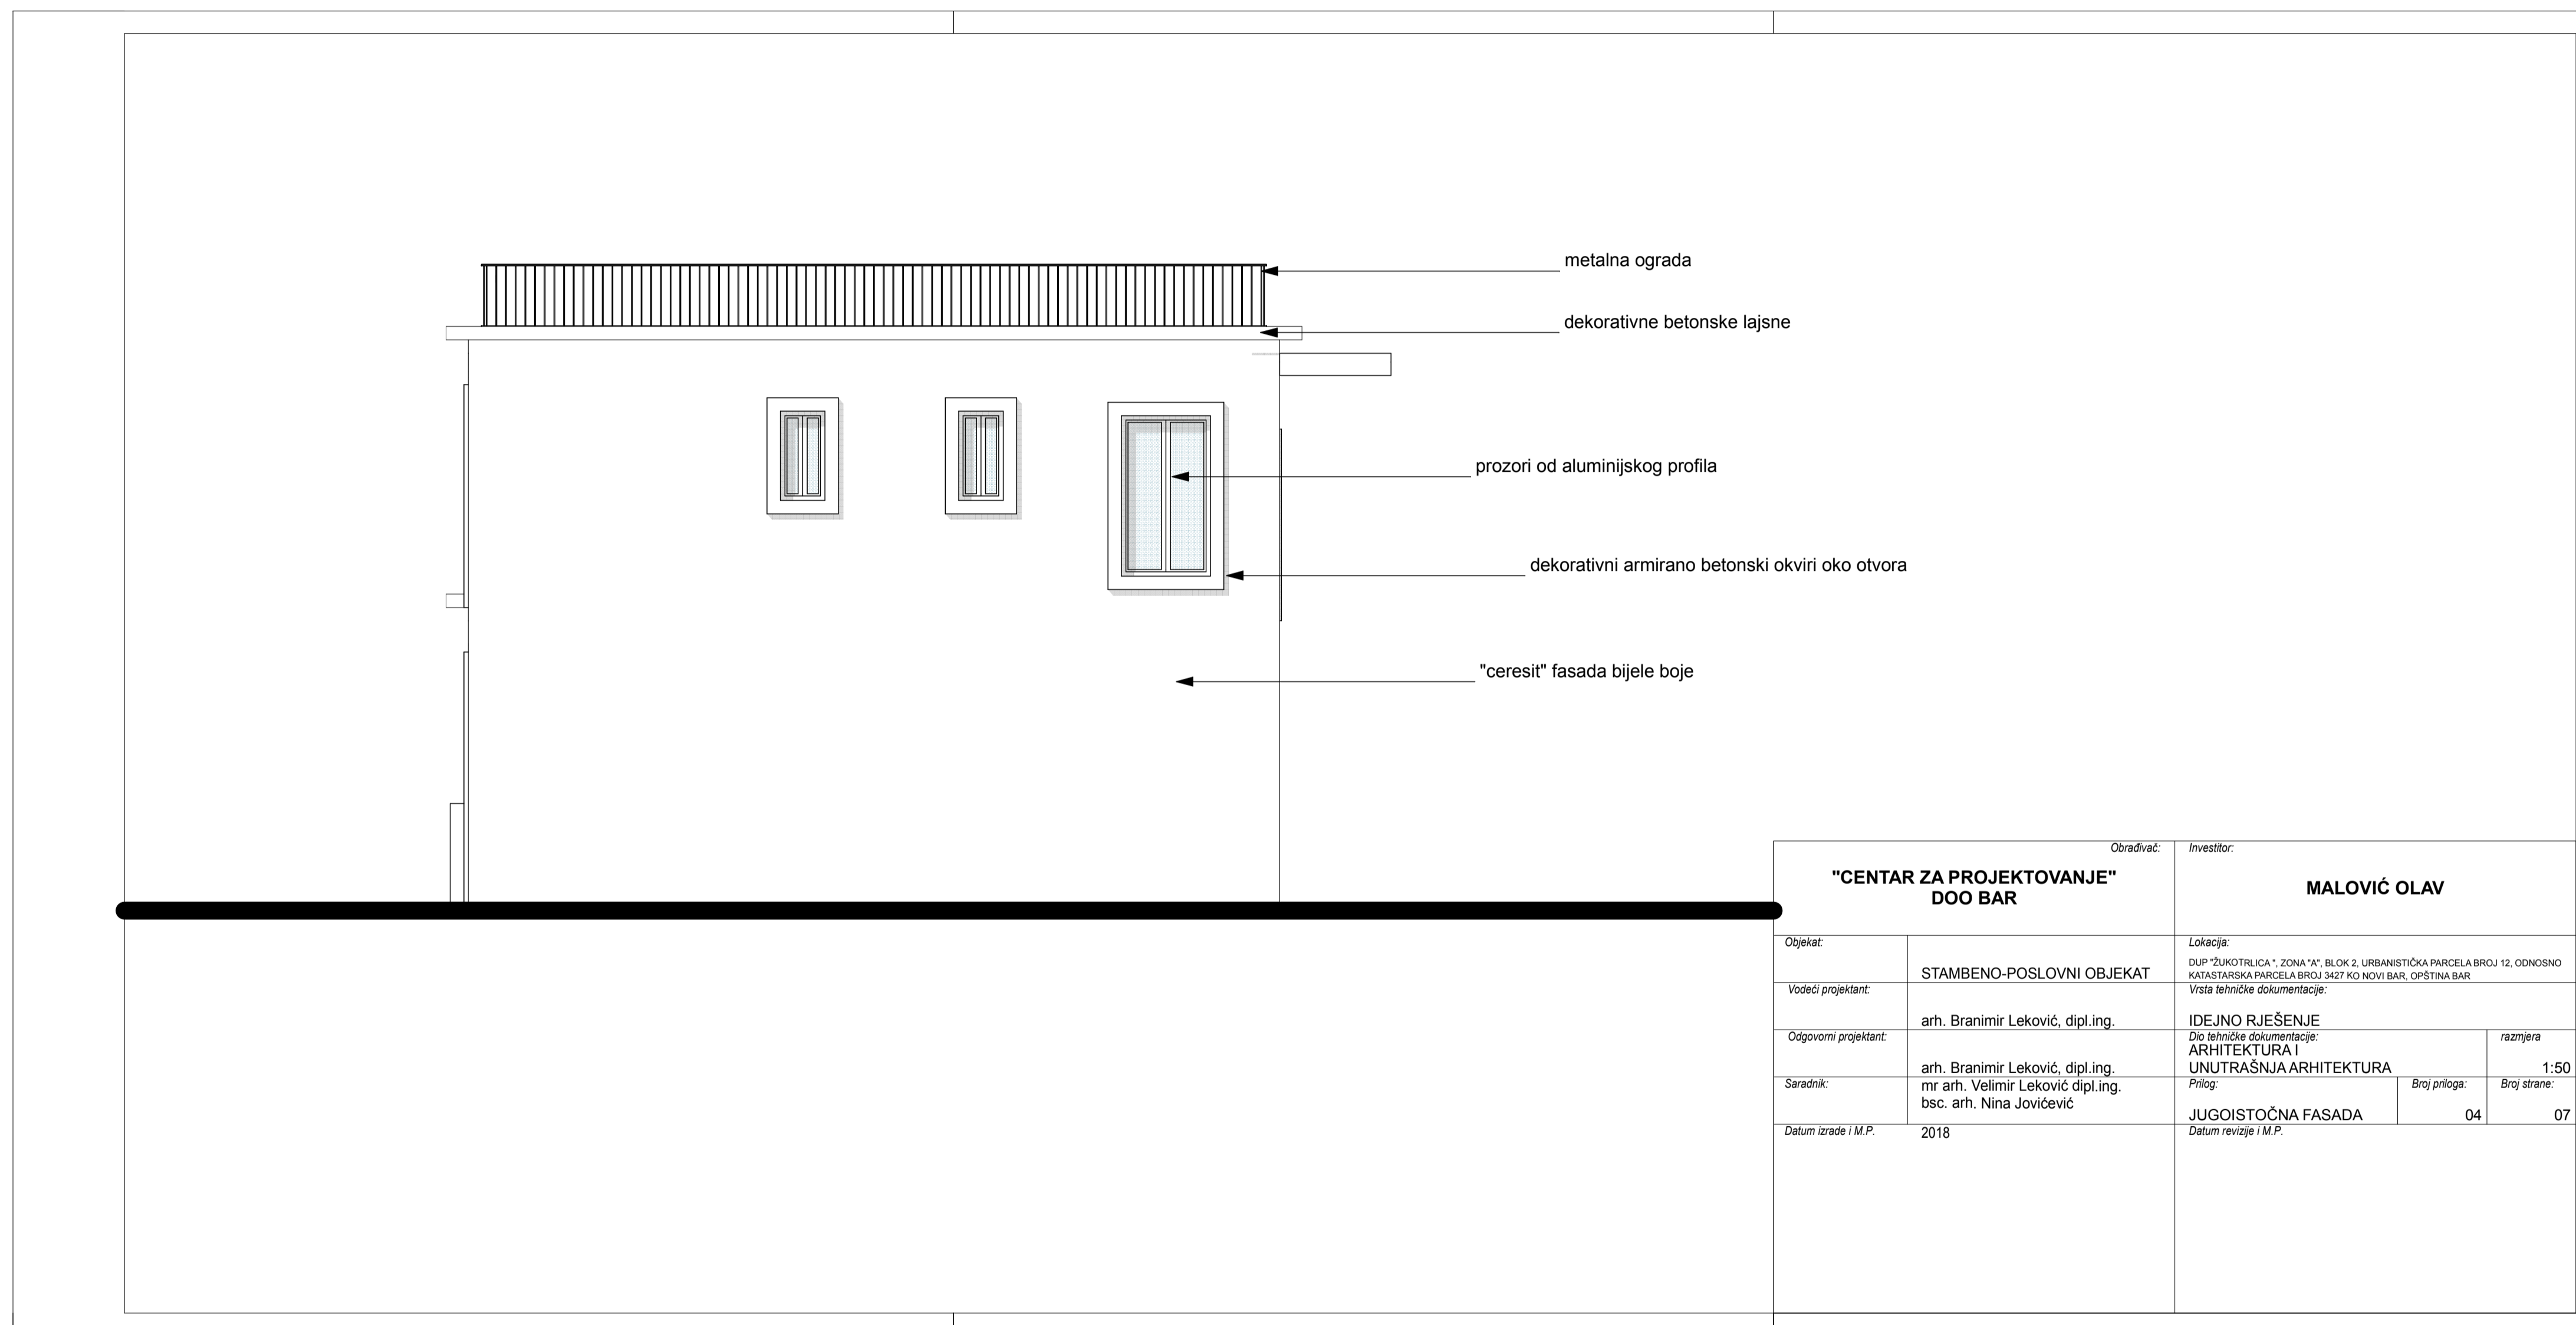 metalna ograda
dekorativne betonske lajsne
prozori od aluminijskog profila
dekorativni armirano betonski okviri oko otvora
"ceresit" fasada bijele boje
Obrađivač:
"CENTAR ZA PROJEKTOVANJE"
DOO BAR
Investitor:
MALOVIĆ OLAV
Objekat:
STAMBENO-POSLOVNI OBJEKAT
Lokacija:
DUP "ŽUKOTRLICA ", ZONA "A", BLOK 2, URBANISTIČKA PARCELA BROJ 12, ODNOSNO
KATASTARSKA PARCELA BROJ 3427 KO NOVI BAR, OPŠTINA BAR
Vodeći projektant:
arh. Branimir Leković, dipl.ing.
Vrsta tehničke dokumentacije:
IDEJNO RJEŠENJE
Odgovorni projektant:
arh. Branimir Leković, dipl.ing.
Dio tehničke dokumentacije:
ARHITEKTURA I
UNUTRAŠNJA ARHITEKTURA
razmjera
1:50
Saradnik:
mr arh. Velimir Leković dipl.ing.
bsc. arh. Nina Jovićević
Prilog:
JUGOISTOČNA FASADA
Broj priloga:
04
Broj strane:
07
Datum izrade i M.P.
2018
Datum revizije i M.P.